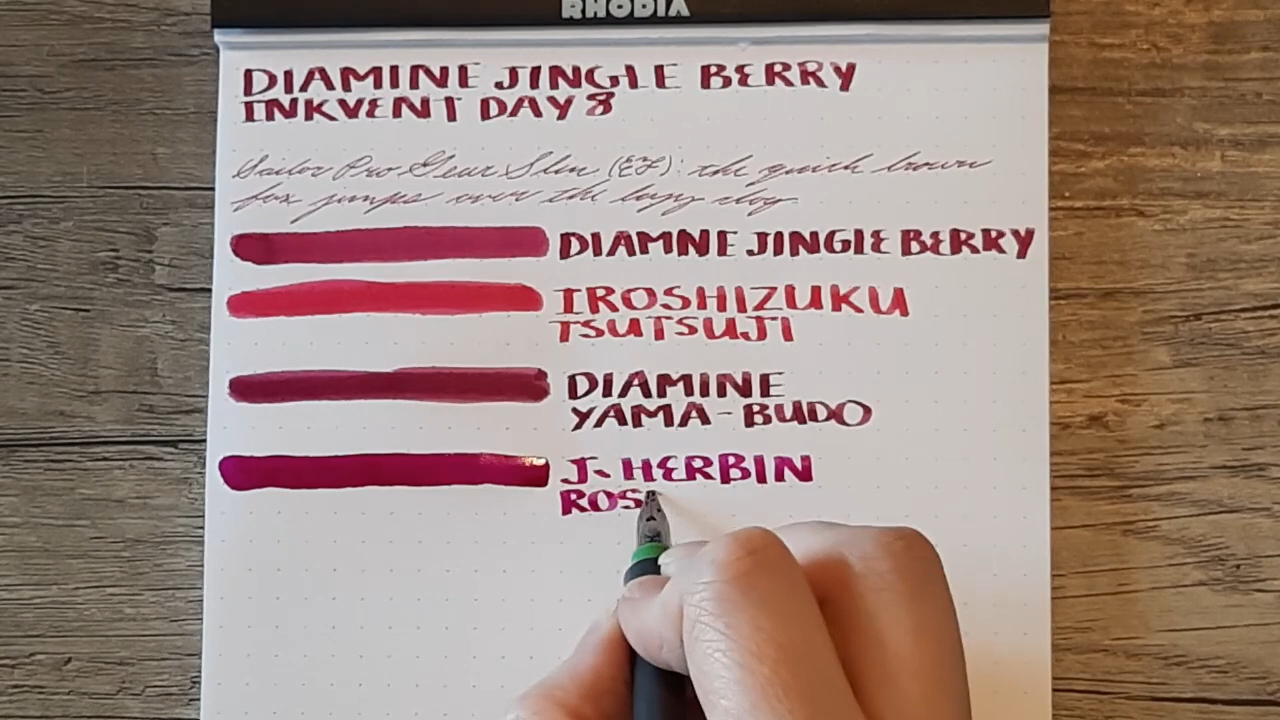 RHODIA
DIAMINE JINGLE BERRY
INKVENT DAY 8
Sailor Pro Gear Slim (EF): the quick brown
fox jumps over the lazy dog
DIAMNE JINGLE BERRY
IROSHIZUKU
TSUTSUJI
DIAMINE
YAMA-BUDO
J. HERBIN
ROS